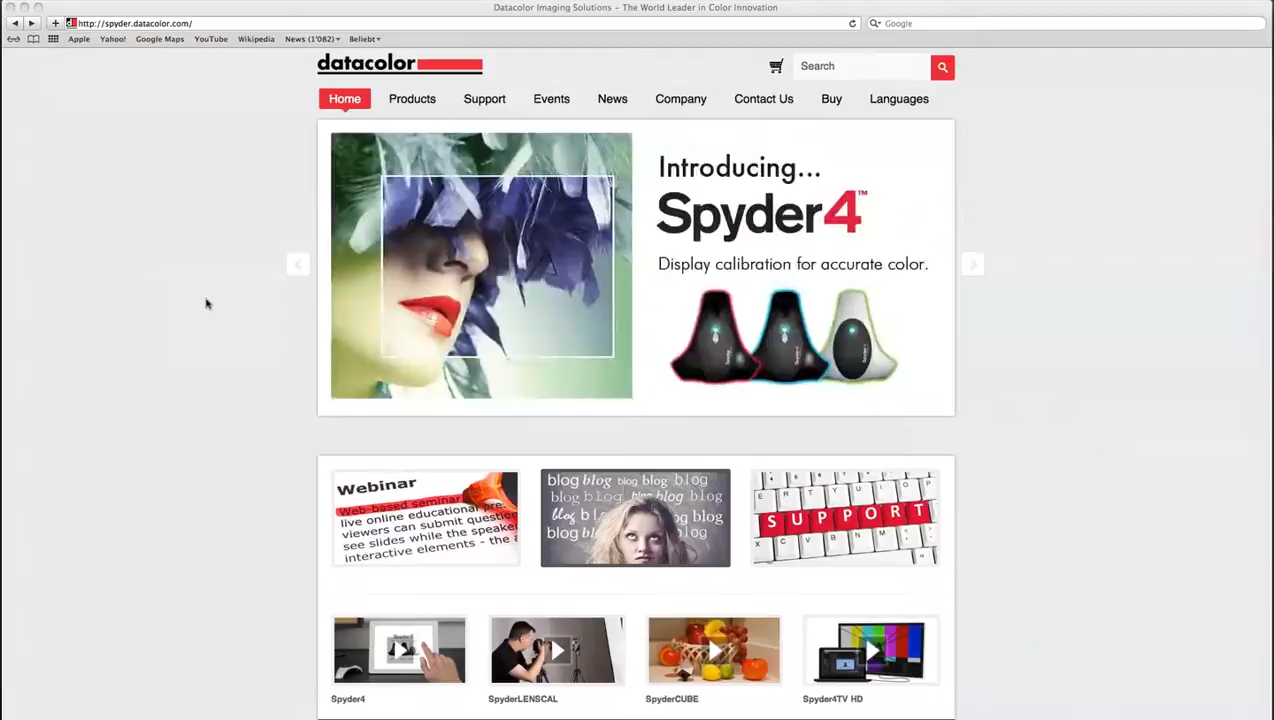 Datacolor Imaging Solutions – The World Leader in Color Innovation
http://spyder.datacolor.com/
Google
Apple Yahoo! Google Maps YouTube Wikipedia News (1'082) Beliebt
datacolor
Search
Home Products Support Events News Company Contact Us Buy Languages
Introducing...
Spyder4™
Display calibration for accurate color.
Webinar
Web-based seminar
live online educational pre
viewers can submit questio
see slides while the speake
interactive elements - the a
blog blog blog blog blog
blog blog blog blog blog
blog blog
blog
SUPPORT
Spyder4 SpyderLENSCAL SpyderCUBE Spyder4TV HD